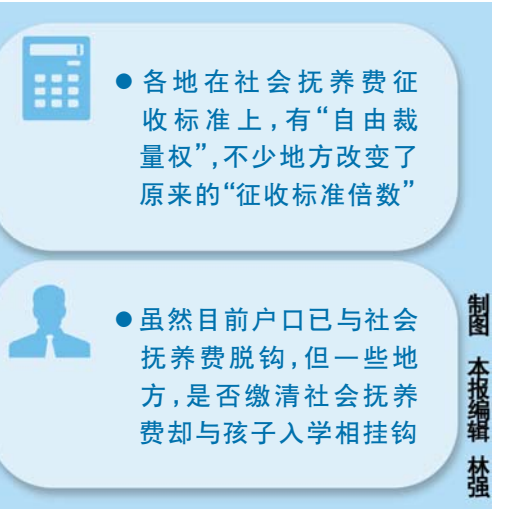 ●各地在社会抚养费征
收标准上,有“自由裁
量权”,不少地方改变了
原来的“征收标准倍数”
●虽然目前户口已与社会
抚养费脱钩,但一些地
方,是否缴清社会抚养
费却与孩子入学相挂钩
制图 本报编辑 林强